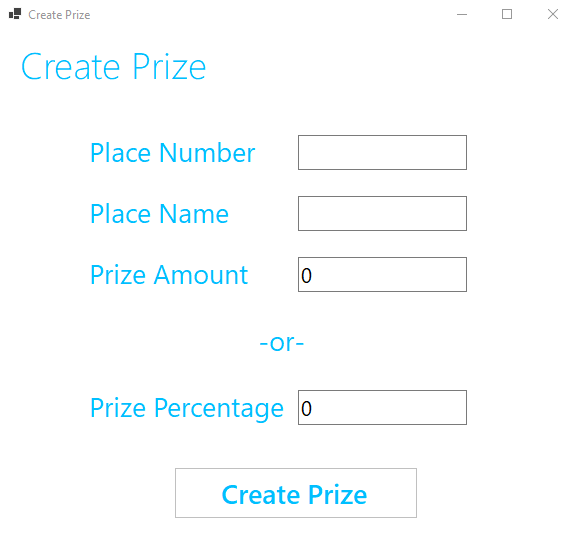 Create Prize
Create Prize
Place Number
Place Name
Prize Amount 0
-or-
Prize Percentage 0
Create Prize